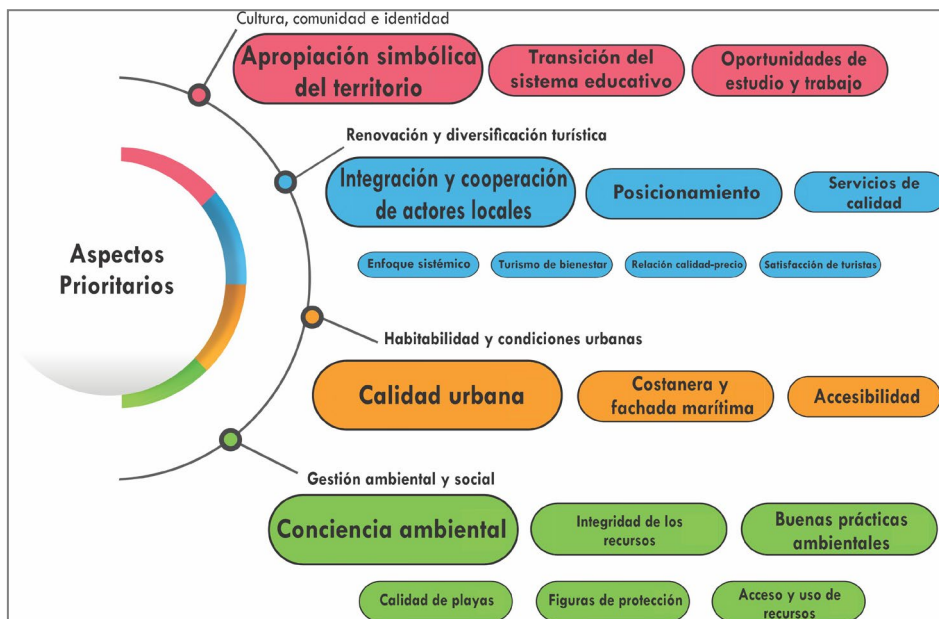 Cultura, comunidad e identidad
Apropiación simbólica
del territorio
Transición del
sistema educativo
Oportunidades de
estudio y trabajo
Renovación y diversificación turística
Integración y cooperación
de actores locales
Posicionamiento
Servicios de
calidad
Enfoque sistémico
Turismo de bienestar
Relación calidad-precio
Satisfacción de turistas
Aspectos
Prioritarios
Habitabilidad y condiciones urbanas
Calidad urbana
Costanera y
fachada marítima
Accesibilidad
Gestión ambiental y social
Conciencia ambiental
Integridad de los
recursos
Buenas prácticas
ambientales
Calidad de playas
Figuras de protección
Acceso y uso de
recursos